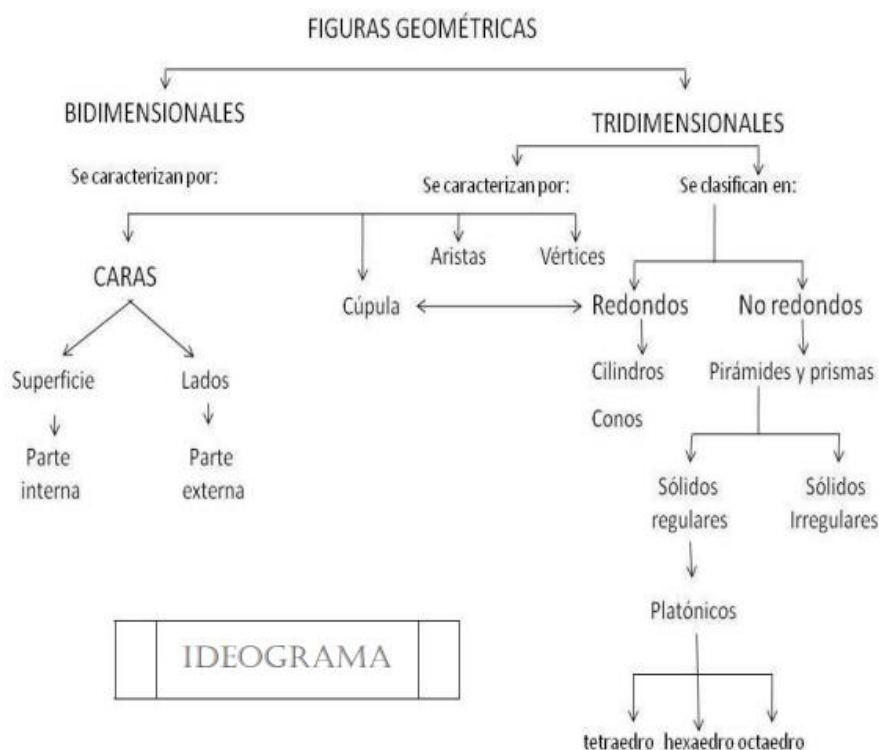 FIGURAS GEOMÉTRICAS
BIDIMENSIONALES
TRIDIMENSIONALES
Se caracterizan por:
Se caracterizan por:
Se clasifican en:
Aristas
Vértices
CARAS
Cúpula
Redondos
No redondos
Superficie
Lados
Cilindros
Pirámides y prismas
Conos
Parte
interna
Parte
externa
Sólidos
regulares
Sólidos
Irregulares
Platónicos
IDEOGRAMA
tetraedro
hexaedro
octaedro